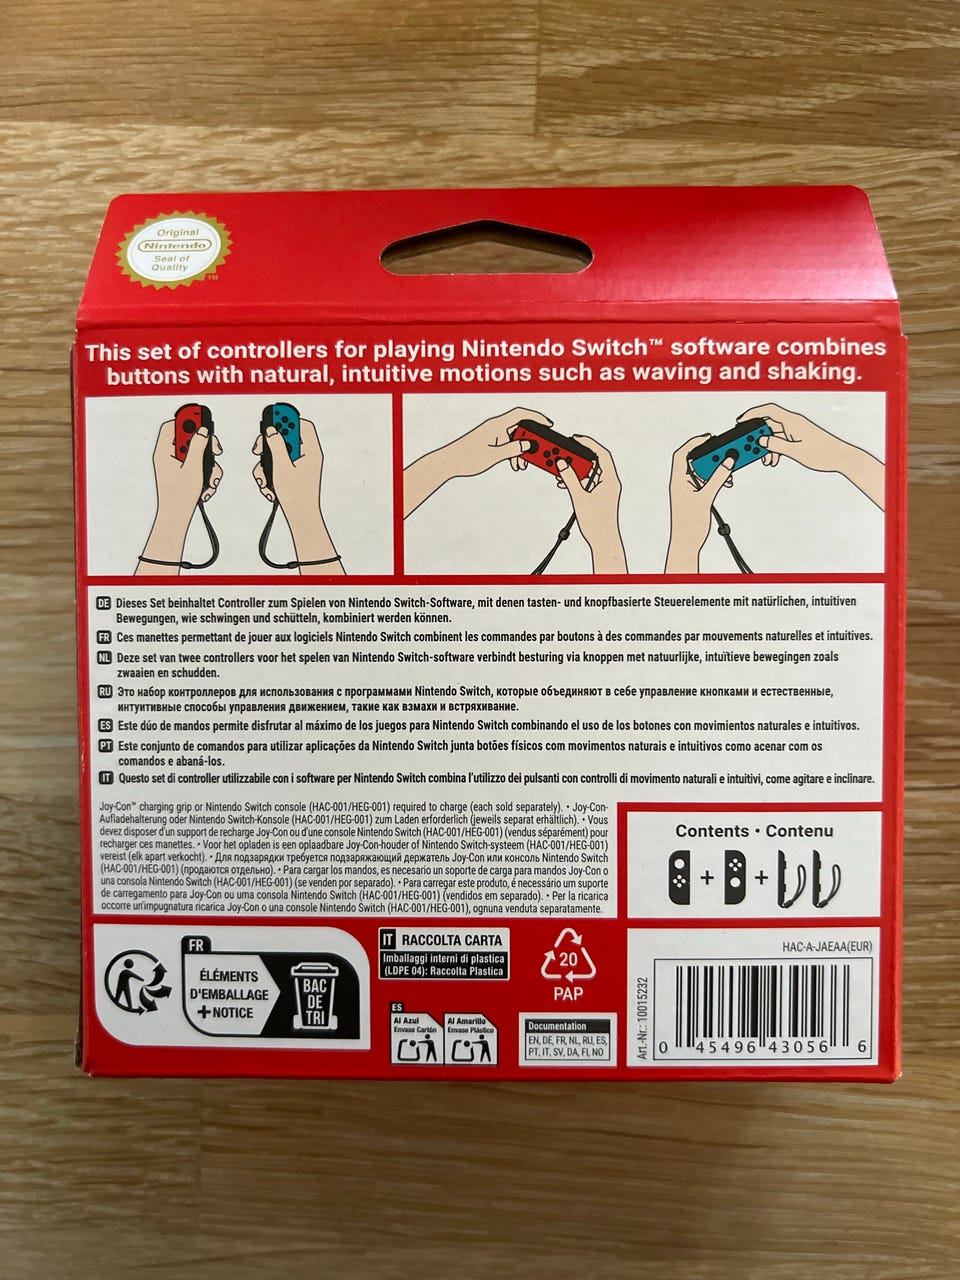 Original
Nintendo
Seal of
Quality
TM
This set of controllers for playing Nintendo Switch™ software combines
buttons with natural, intuitive motions such as waving and shaking.
DE Dieses Set beinhaltet Controller zum Spielen von Nintendo Switch-Software, mit denen tasten- und knopfbasierte Steuerelemente mit natürlichen, intuitiven
Bewegungen, wie schwingen und schütteln, kombiniert werden können.
FR Ces manettes permettant de jouer aux logiciels Nintendo Switch combinent les commandes par boutons à des commandes par mouvements naturelles et intuitives.
NL Deze set van twee controllers voor het spelen van Nintendo Switch-software verbindt besturing via knoppen met natuurlijke, intuïtieve bewegingen zoals
zwaaien en schudden.
RU Это набор контроллеров для использования с программами Nintendo Switch, которые объединяют в себе управление кнопками и естественные,
интуитивные способы управления движением, такие как взмахи и встряхивание.
ES Este dúo de mandos permite disfrutar al máximo de los juegos para Nintendo Switch combinando el uso de los botones con movimientos naturales e intuitivos.
PT Este conjunto de comandos para utilizar aplicações da Nintendo Switch junta botões físicos com movimentos naturais e intuitivos como acenar com os
comandos e abaná-los.
IT Questo set di controller utilizzabile con i software per Nintendo Switch combina l'utilizzo dei pulsanti con controlli di movimento naturali e intuitivi, come agitare e inclinare.
Joy-Con™ charging grip or Nintendo Switch console (HAC-001/HEG-001) required to charge (each sold separately). • Joy-Con-
Aufladehalterung oder Nintendo Switch-Konsole (HAC-001/HEG-001) zum Laden erforderlich (jeweils separat erhältlich). • Vous
devez disposer d'un support de recharge Joy-Con ou d'une console Nintendo Switch (HAC-001/HEG-001) (vendus séparément) pour
recharger ces manettes. • Voor het opladen is een oplaadbare Joy-Con-houder of Nintendo Switch-systeem (HAC-001/HEG-001)
vereist (elk apart verkocht). • Для подзарядки требуется подзаряжающий держатель Joy-Con или консоль Nintendo Switch
(HAC-001/HEG-001) (продаются отдельно). • Para cargar los mandos, es necesario un soporte de carga para mandos Joy-Con o
una consola Nintendo Switch (HAC-001/HEG-001) (se venden por separado). • Para carregar este produto, é necessário um suporte
de carregamento para Joy-Con ou uma consola Nintendo Switch (HAC-001/HEG-001) (vendidos em separado). • Per la ricarica
occorre un'impugnatura ricarica Joy-Con o una console Nintendo Switch (HAC-001/HEG-001), ognuna venduta separatamente.
Contents • Contenu
+ +
FR
ÉLÉMENTS
D'EMBALLAGE
+NOTICE
BAC
DE
TRI
IT RACCOLTA CARTA
Imballaggi interni di plastica
(LDPE 04): Raccolta Plastica
20
PAP
ES
Al Azul
Envase Cartón
Al Amarillo
Envase Plástico
Documentation
EN, DE, FR, NL, RU, ES,
PT, IT, SV, DA, FI, NO
Art.-Nr.: 10015232
HAC-A-JAEAA(EUR)
0 45496 43056 6